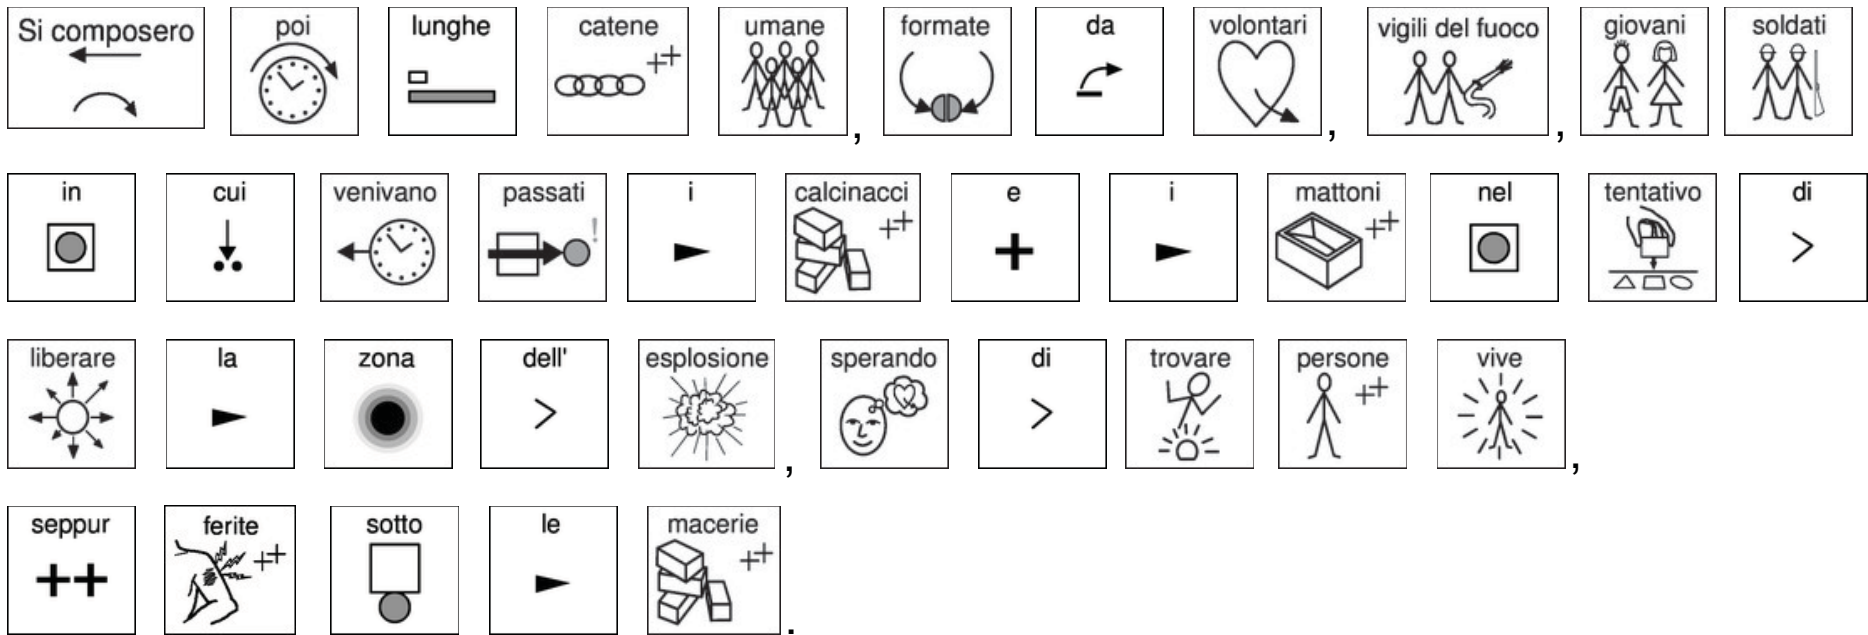 Si composero poi lunghe catene umane, formate da volontari, vigili del fuoco, giovani soldati
in cui venivano passati i calcinacci e i mattoni nel tentativo di
liberare la zona dell' esplosione, sperando di trovare persone vive,
seppur ferite sotto le macerie.